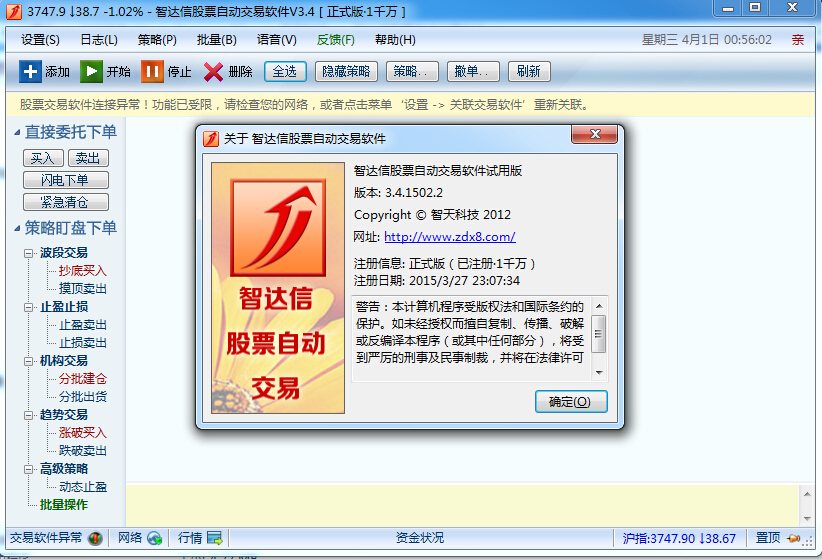 3747.9 ↓38.7 -1.02% - 智达信股票自动交易软件V3.4 [ 正式版·1千万 ]
设置(S) 日志(L) 策略(P) 批量(B) 语音(V) 反馈(F) 帮助(H) 星期三 4月1日 00:56:02 亲
添加 开始 停止 删除 全选 隐藏策略 策略. . 撤单. . 刷新
股票交易软件连接异常！功能已受限，请检查您的网络，或者点击菜单‘设置 -> 关联交易软件’重新关联。
直接委托下单
买入 卖出
闪电下单
紧急清仓
策略盯盘下单
波段交易
抄底买入
摸顶卖出
止盈止损
止盈卖出
止损卖出
机构交易
分批建仓
分批出货
趋势交易
涨破买入
跌破卖出
高级策略
动态止盈
批量操作
关于 智达信股票自动交易软件
智达信
股票自动
交易
智达信股票自动交易软件试用版
版本: 3.4.1502.2
Copyright © 智天科技 2012
网址: http://www.zdx8.com/
注册信息: 正式版（已注册·1千万）
注册日期: 2015/3/27 23:07:34
警告：本计算机程序受版权法和国际条约的
保护。如未经授权而擅自复制、传播、破解
或反编译本程序（或其中任何部分），将受
到严厉的刑事及民事制裁，并将在法律许可
确定(O)
交易软件异常 网络 行情 资金状况 沪指:3747.90 ↓38.67 置顶